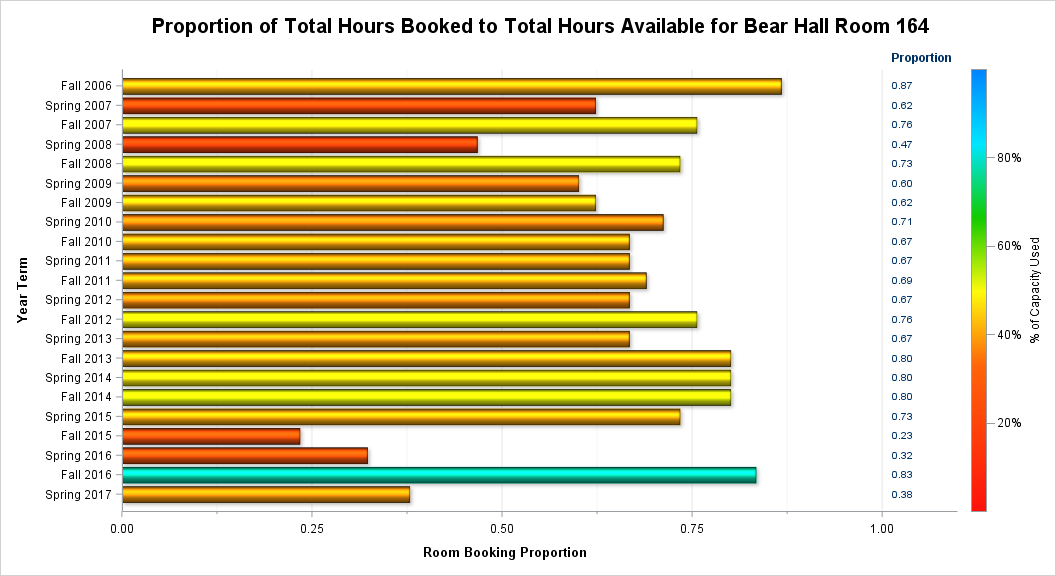 Proportion of Total Hours Booked to Total Hours Available for Bear Hall Room 164
Proportion
Fall 2006 0.87
Spring 2007 0.62
Fall 2007 0.76
Spring 2008 0.47
Fall 2008 0.73
Spring 2009 0.60
Fall 2009 0.62
Spring 2010 0.71
Fall 2010 0.67
Spring 2011 0.67
Fall 2011 0.69
Spring 2012 0.67
Fall 2012 0.76
Spring 2013 0.67
Fall 2013 0.80
Spring 2014 0.80
Fall 2014 0.80
Spring 2015 0.73
Fall 2015 0.23
Spring 2016 0.32
Fall 2016 0.83
Spring 2017 0.38
Year Term
0.00 0.25 0.50 0.75 1.00
Room Booking Proportion
80%
60%
40%
20%
% of Capacity Used